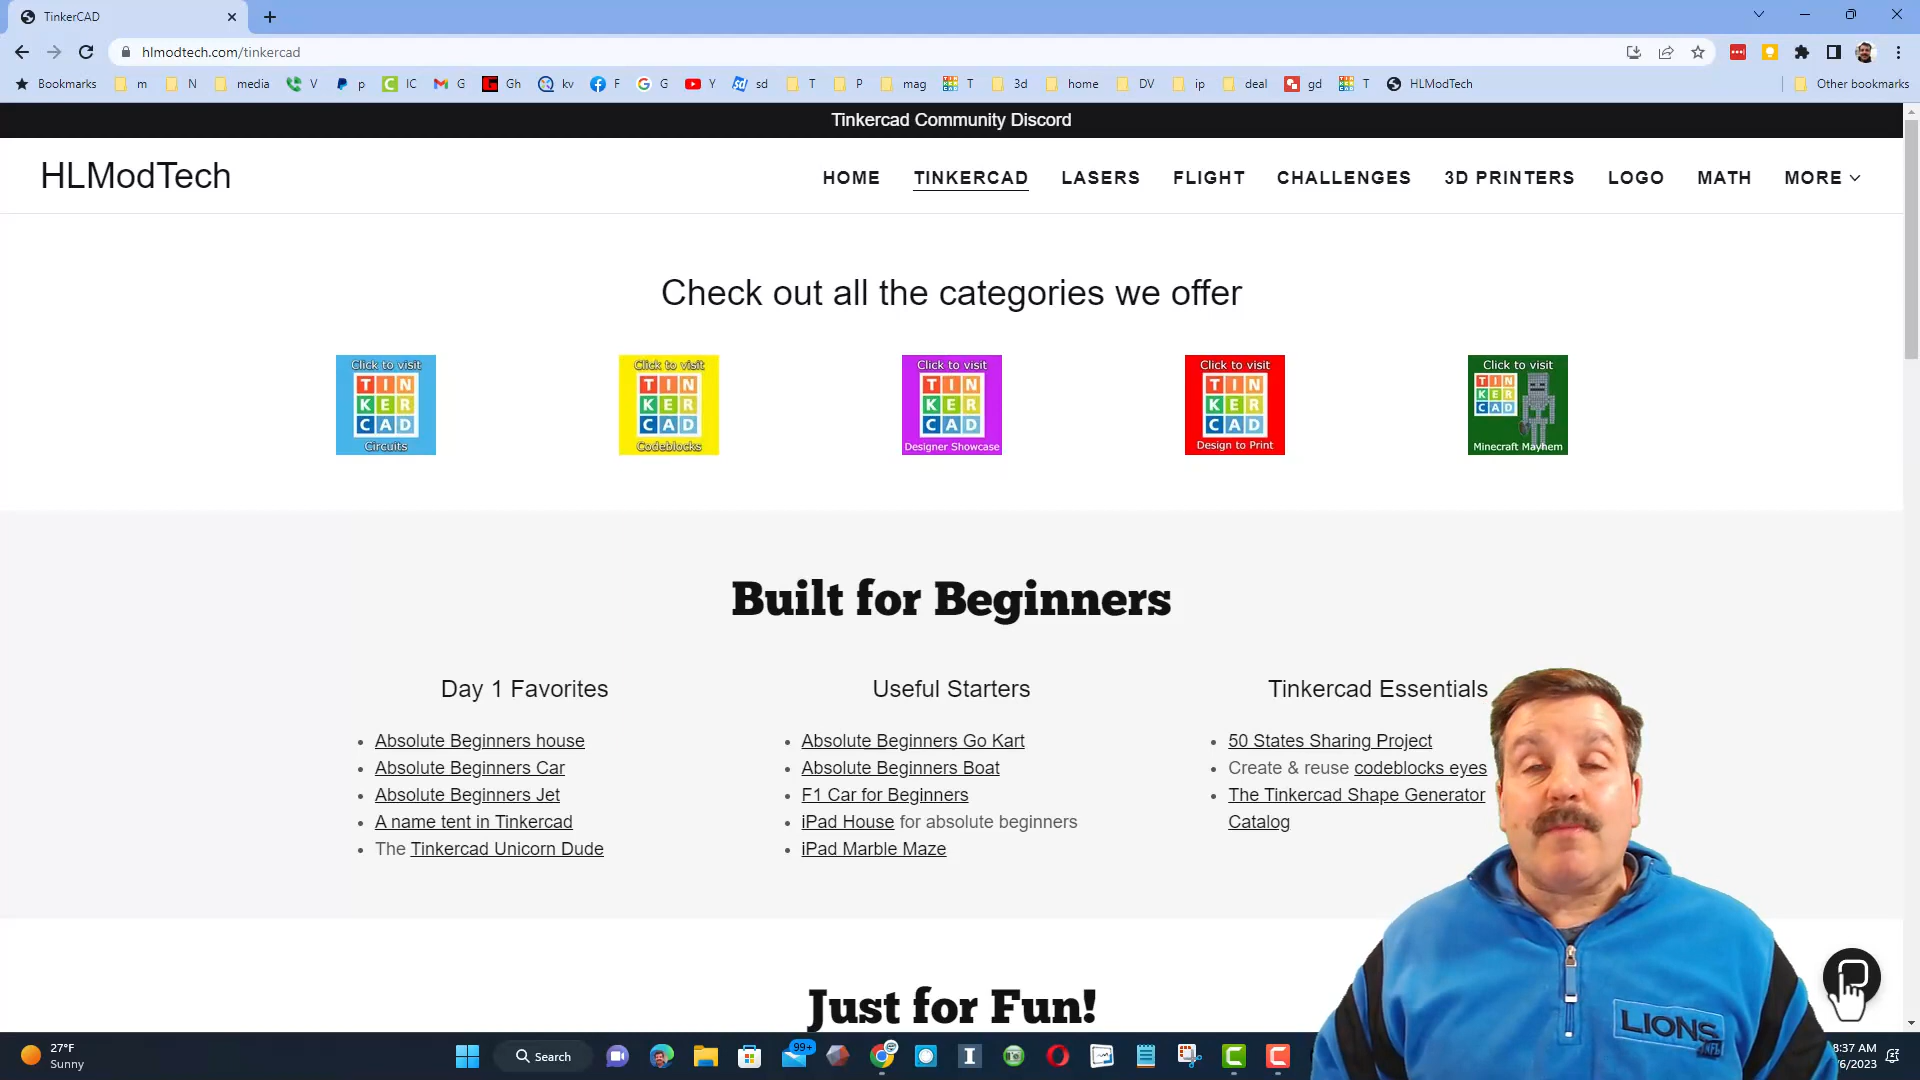 TinkerCAD
hlmodtech.com/tinkercad
Bookmarks m N media V p IC G Gh kv F G Y sd T P mag T 3d home DV ip deal gd T HLModTech Other bookmarks
Tinkercad Community Discord
HLModTech
HOME TINKERCAD LASERS FLIGHT CHALLENGES 3D PRINTERS LOGO MATH MORE
Check out all the categories we offer
Click to visit
TIN
KER
CAD
Circuits
Click to visit
TIN
KER
CAD
Codeblocks
Click to visit
TIN
KER
CAD
Designer Showcase
Click to visit
TIN
KER
CAD
Design to Print
Click to visit
TIN
KER
CAD
Minecraft Mayhem
Built for Beginners
Day 1 Favorites
Absolute Beginners house
Absolute Beginners Car
Absolute Beginners Jet
A name tent in Tinkercad
The Tinkercad Unicorn Dude
Useful Starters
Absolute Beginners Go Kart
Absolute Beginners Boat
F1 Car for Beginners
iPad House for absolute beginners
iPad Marble Maze
Tinkercad Essentials
50 States Sharing Project
Create & reuse codeblocks eyes
The Tinkercad Shape Generator
Catalog
Just for Fun!
LIONS
NFL
27°F
Sunny
Search
99+
8:37 AM
/6/2023